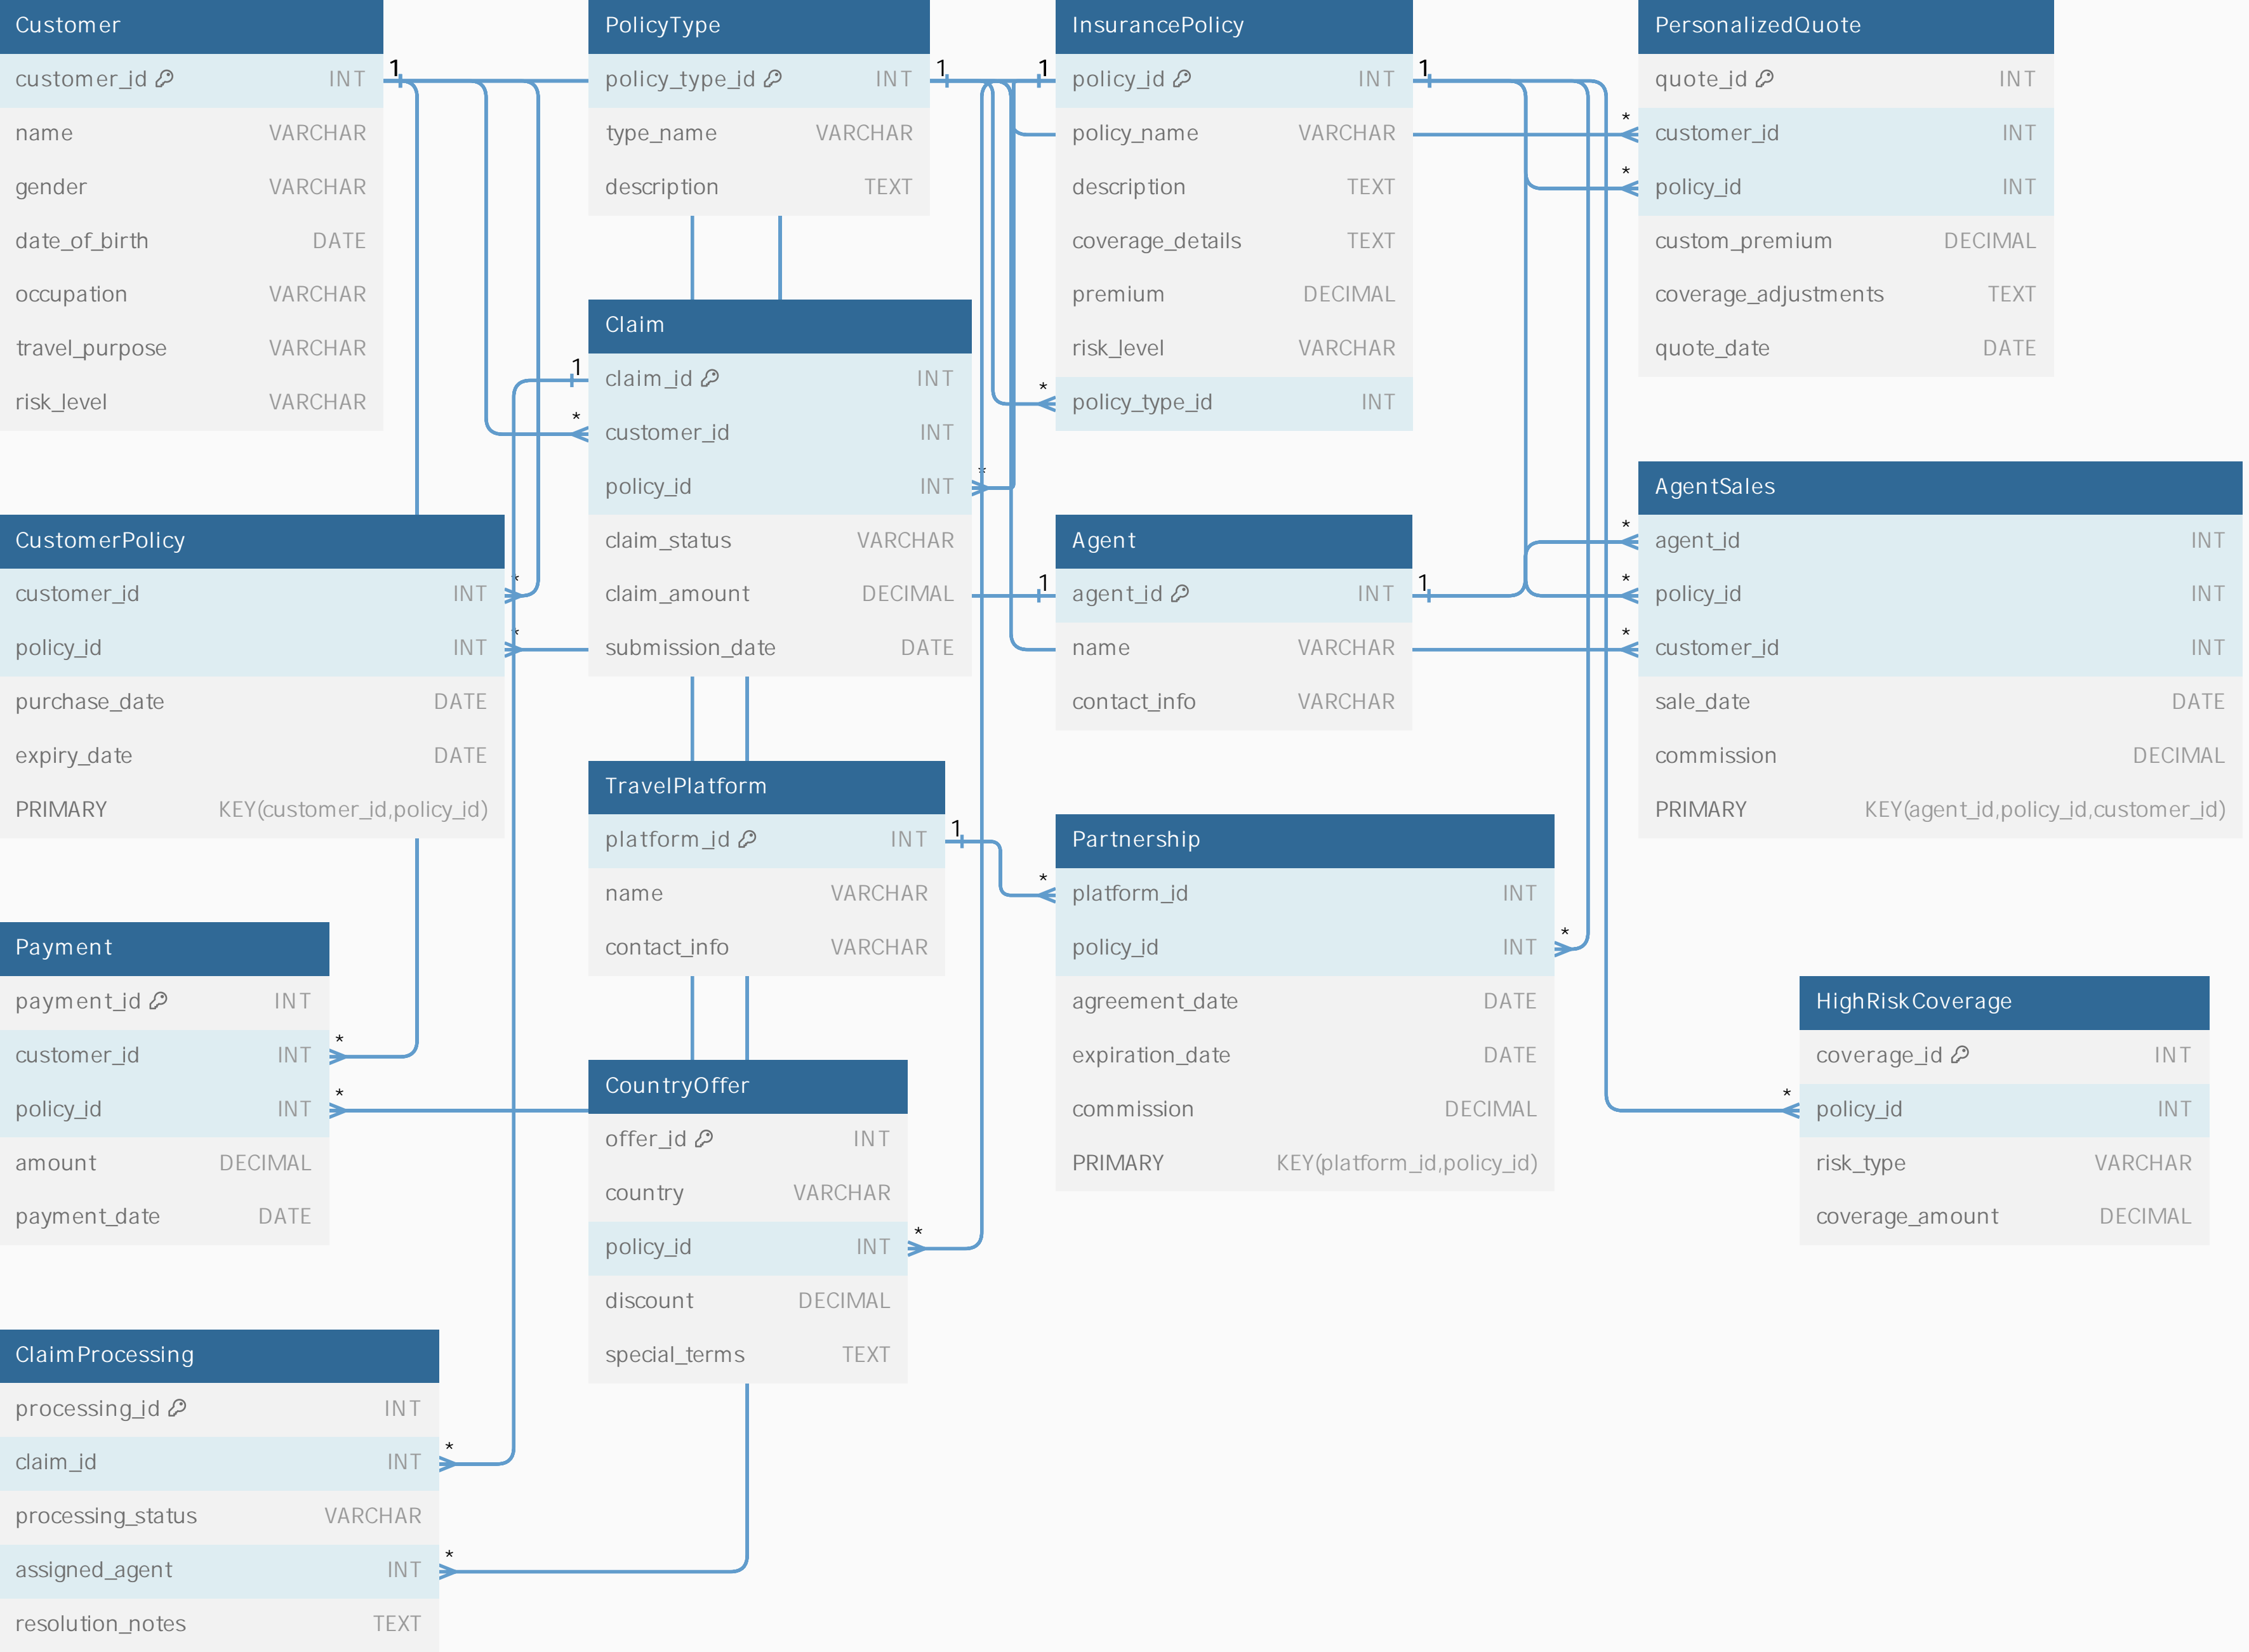 Customer
customer_id INT
name VARCHAR
gender VARCHAR
date_of_birth DATE
occupation VARCHAR
travel_purpose VARCHAR
risk_level VARCHAR
1
PolicyType
policy_type_id INT
type_name VARCHAR
description TEXT
1
1
InsurancePolicy
policy_id INT
policy_name VARCHAR
description TEXT
coverage_details TEXT
premium DECIMAL
risk_level VARCHAR
* policy_type_id INT
1
PersonalizedQuote
quote_id INT
* customer_id INT
* policy_id INT
custom_premium DECIMAL
coverage_adjustments TEXT
quote_date DATE
Claim
1 claim_id INT
* customer_id INT
policy_id INT *
claim_status VARCHAR
claim_amount DECIMAL
submission_date DATE
CustomerPolicy
customer_id INT *
policy_id INT *
purchase_date DATE
expiry_date DATE
PRIMARY KEY(customer_id,policy_id)
Agent
1 agent_id INT 1
name VARCHAR
contact_info VARCHAR
AgentSales
* agent_id INT
* policy_id INT
* customer_id INT
sale_date DATE
commission DECIMAL
PRIMARY KEY(agent_id,policy_id,customer_id)
TravelPlatform
platform_id INT 1
name VARCHAR
contact_info VARCHAR
Partnership
* platform_id INT
policy_id INT *
agreement_date DATE
expiration_date DATE
commission DECIMAL
PRIMARY KEY(platform_id,policy_id)
Payment
payment_id INT
customer_id INT *
policy_id INT *
amount DECIMAL
payment_date DATE
CountryOffer
offer_id INT
country VARCHAR
policy_id INT *
discount DECIMAL
special_terms TEXT
HighRiskCoverage
coverage_id INT
* policy_id INT
risk_type VARCHAR
coverage_amount DECIMAL
ClaimProcessing
processing_id INT
claim_id INT *
processing_status VARCHAR
assigned_agent INT *
resolution_notes TEXT